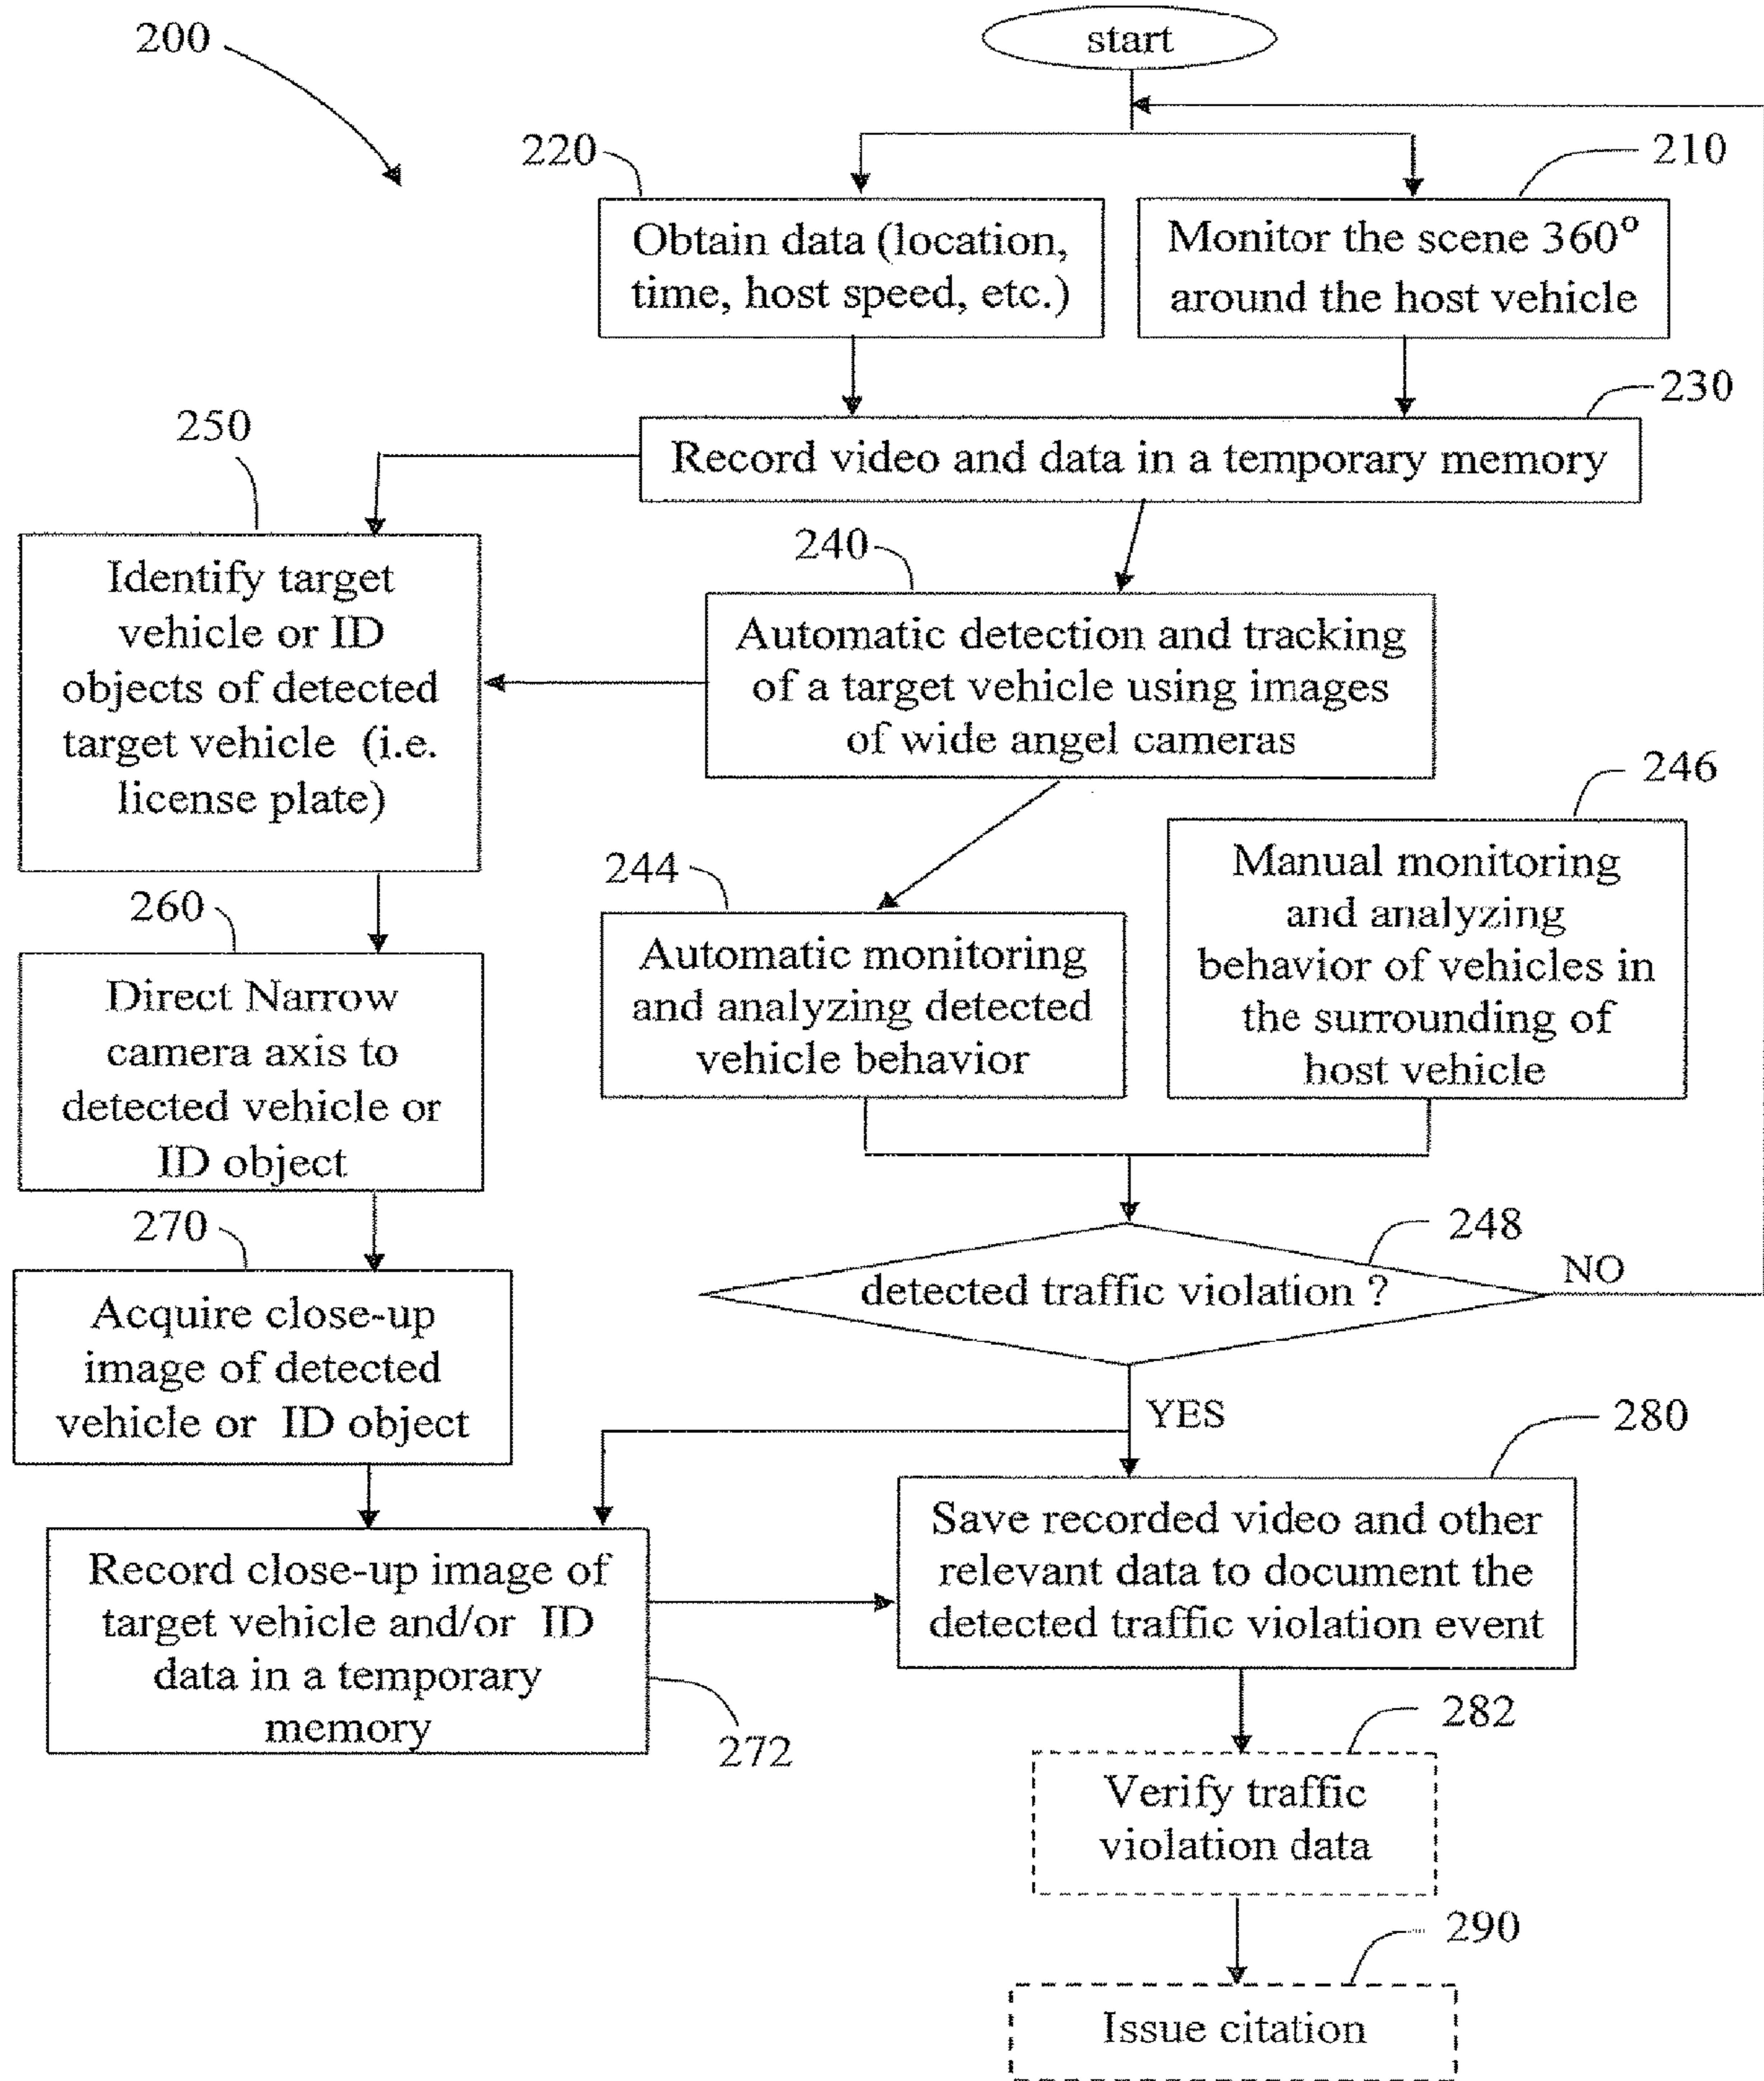 200
start
220
210
Obtain data (location,
time, host speed, etc.)
Monitor the scene 360°
around the host vehicle
230
250
Record video and data in a temporary memory
240
Identify target
vehicle or ID
objects of detected
target vehicle (i.e.
license plate)
Automatic detection and tracking
of a target vehicle using images
of wide angel cameras
246
244
Manual monitoring
and analyzing
behavior of vehicles in
the surrounding of
host vehicle
260
Automatic monitoring
and analyzing detected
vehicle behavior
Direct Narrow
camera axis to
detected vehicle or
ID object
270
248
detected traffic violation ?
NO
Acquire close-up
image of detected
vehicle or ID object
YES
280
Save recorded video and other
relevant data to document the
detected traffic violation event
Record close-up image of
target vehicle and/or ID
data in a temporary
memory
272
282
Verify traffic
violation data
290
Issue citation